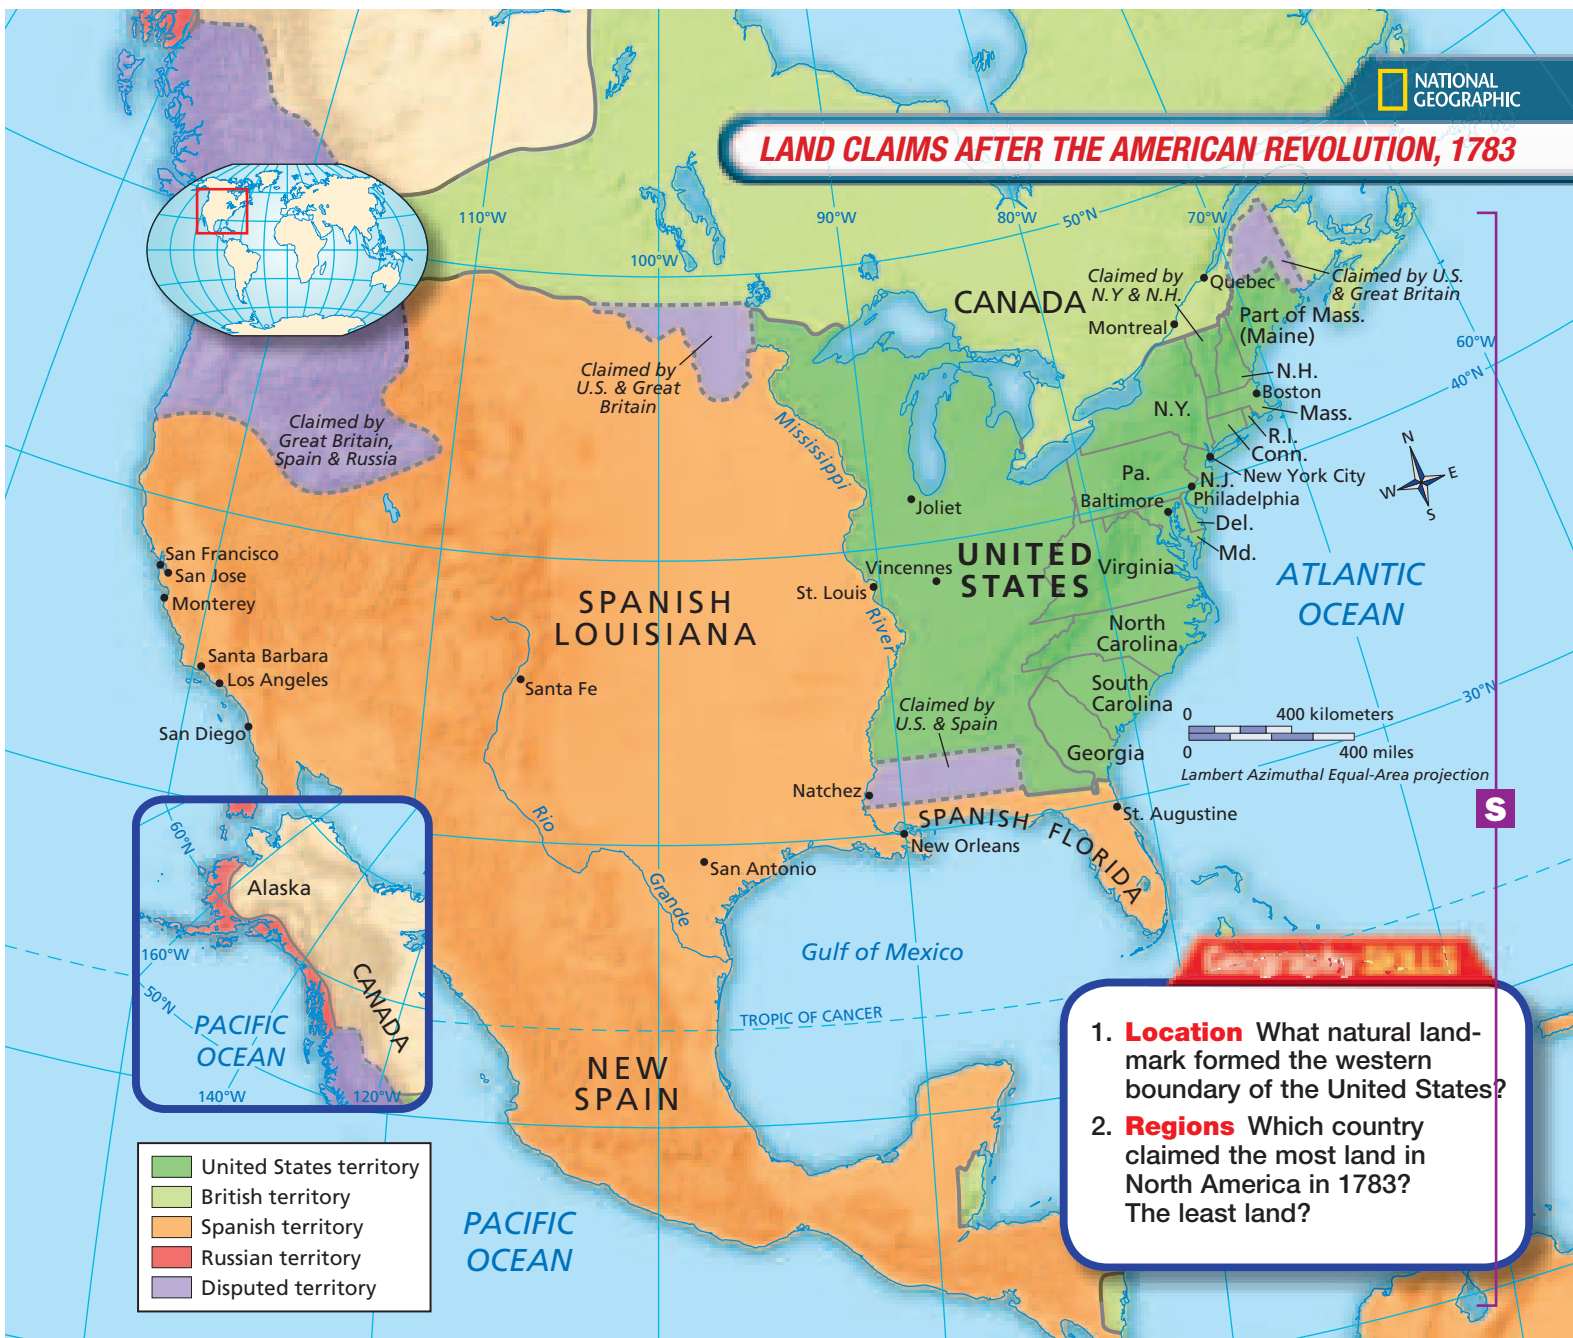 NATIONAL
GEOGRAPHIC
LAND CLAIMS AFTER THE AMERICAN REVOLUTION, 1783
110°W
90°W
80°W
50°N
70°W
100°W
60°W
40°N
30°N
CANADA
Claimed by
N.Y & N.H.
Quebec
Montreal
Claimed by U.S.
& Great Britain
Part of Mass.
(Maine)
N.H.
Boston
Mass.
R.I.
Conn.
New York City
N.Y.
Pa.
N.J.
Philadelphia
Baltimore
Del.
Md.
Claimed by
U.S. & Great
Britain
Claimed by
Great Britain,
Spain & Russia
Mississippi
River
Joliet
Vincennes
St. Louis
UNITED
STATES
Virginia
North
Carolina
South
Carolina
Georgia
ATLANTIC
OCEAN
N
E
S
W
San Francisco
San Jose
Monterey
Santa Barbara
Los Angeles
San Diego
SPANISH
LOUISIANA
Santa Fe
Claimed by
U.S. & Spain
Natchez
New Orleans
SPANISH FLORIDA
St. Augustine
San Antonio
Rio
Grande
0 400 kilometers
0 400 miles
Lambert Azimuthal Equal-Area projection
S
Gulf of Mexico
TROPIC OF CANCER
NEW
SPAIN
PACIFIC
OCEAN
60°N
Alaska
160°W
50°N
CANADA
PACIFIC
OCEAN
140°W
120°W
United States territory
British territory
Spanish territory
Russian territory
Disputed territory
Geography SKILLS
1. Location What natural land-
mark formed the western
boundary of the United States?
2. Regions Which country
claimed the most land in
North America in 1783?
The least land?